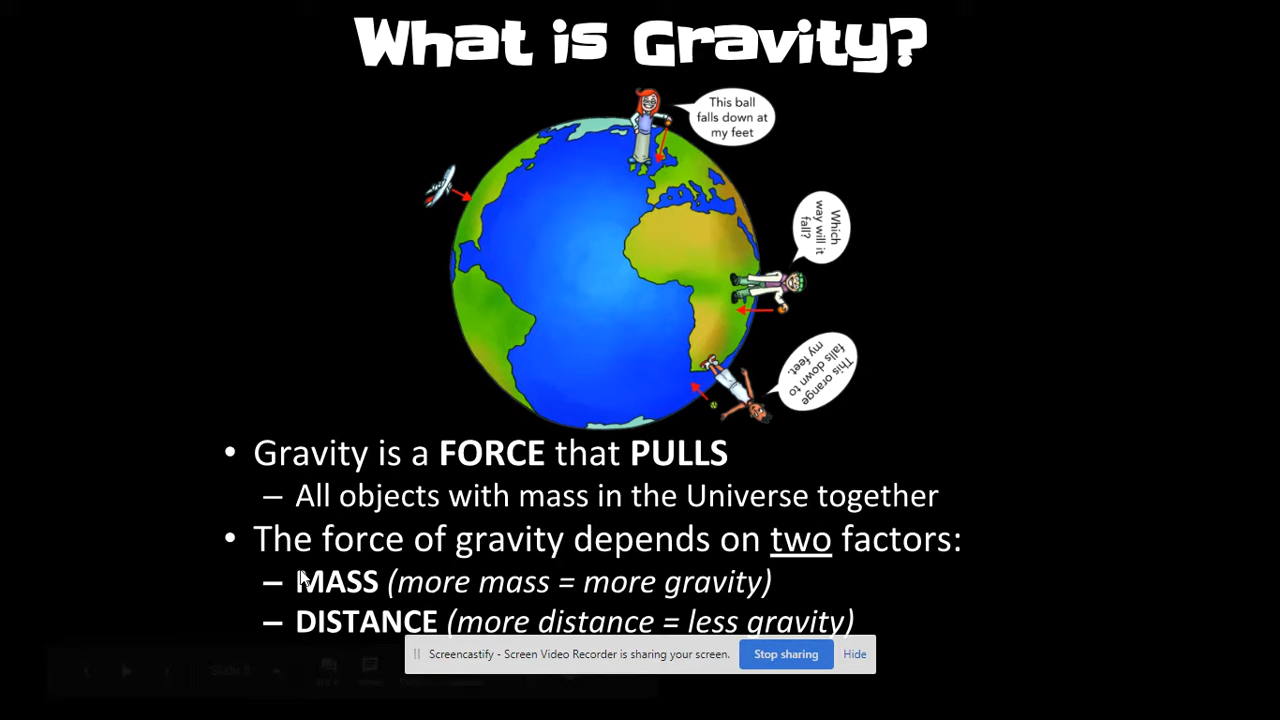 What is Gravity?
This ball
falls down at
my feet
Which
way will it
fall?
This orange
falls down to
my feet.
• Gravity is a FORCE that PULLS
– All objects with mass in the Universe together
• The force of gravity depends on two factors:
– MASS (more mass = more gravity)
– DISTANCE (more distance = less gravity)
Screencastify - Screen Video Recorder is sharing your screen. Stop sharing Hide